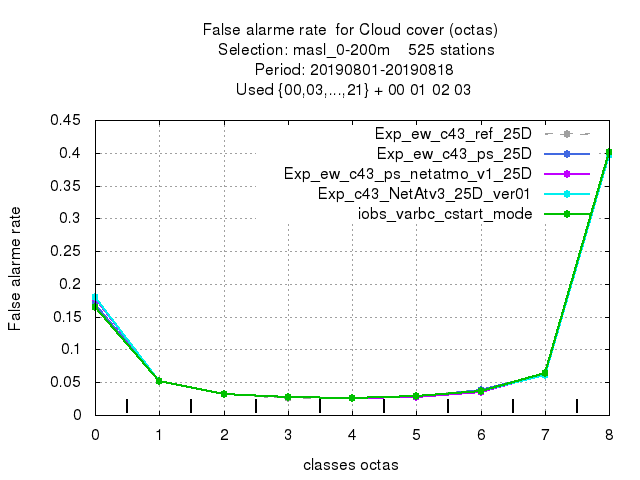 False alarme rate  for Cloud cover (octas)
Selection: masl_0-200m    525 stations
Period: 20190801-20190818
Used {00,03,...,21} + 00 01 02 03
Exp_ew_c43_ref_25D
Exp_ew_c43_ps_25D
Exp_ew_c43_ps_netatmo_v1_25D
Exp_c43_NetAtv3_25D_ver01
iobs_varbc_cstart_mode
False alarme rate
0.45
0.4
0.35
0.3
0.25
0.2
0.15
0.1
0.05
0
0 1 2 3 4 5 6 7 8
classes octas